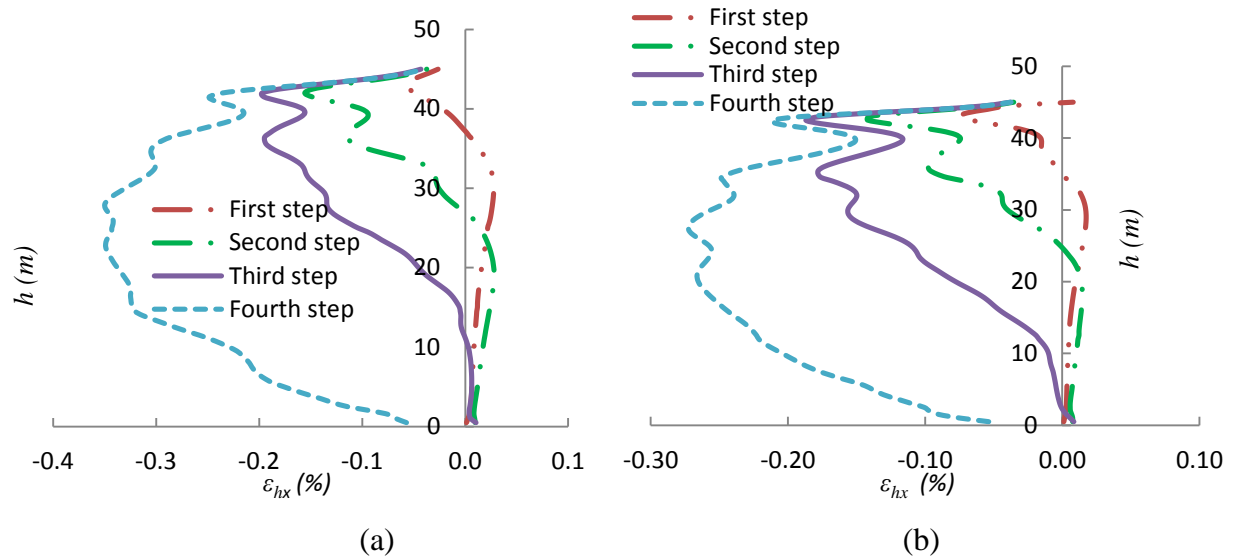 50
40
30
20
10
0
h (m)
First step
Second step
Third step
Fourth step
-0.4
-0.3
-0.2
-0.1
0.0
0.1
εhx (%)
(a)
First step
Second step
Third step
Fourth step
50
40
30
20
10
0
h (m)
-0.30
-0.20
-0.10
0.00
0.10
εhx (%)
(b)